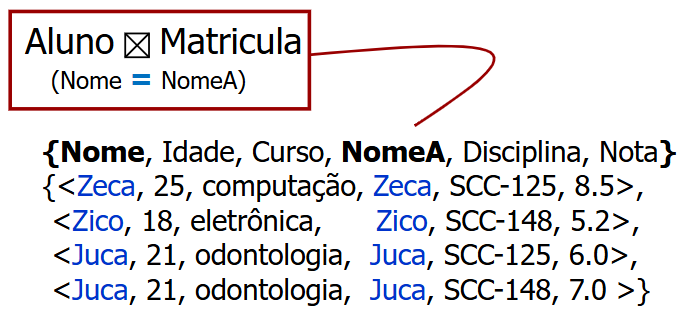 Aluno ⊠ Matricula
(Nome = NomeA)
{Nome, Idade, Curso, NomeA, Disciplina, Nota}
{<Zeca, 25, computação, Zeca, SCC-125, 8.5>,
<Zico, 18, eletrônica, Zico, SCC-148, 5.2>,
<Juca, 21, odontologia, Juca, SCC-125, 6.0>,
<Juca, 21, odontologia, Juca, SCC-148, 7.0 >}